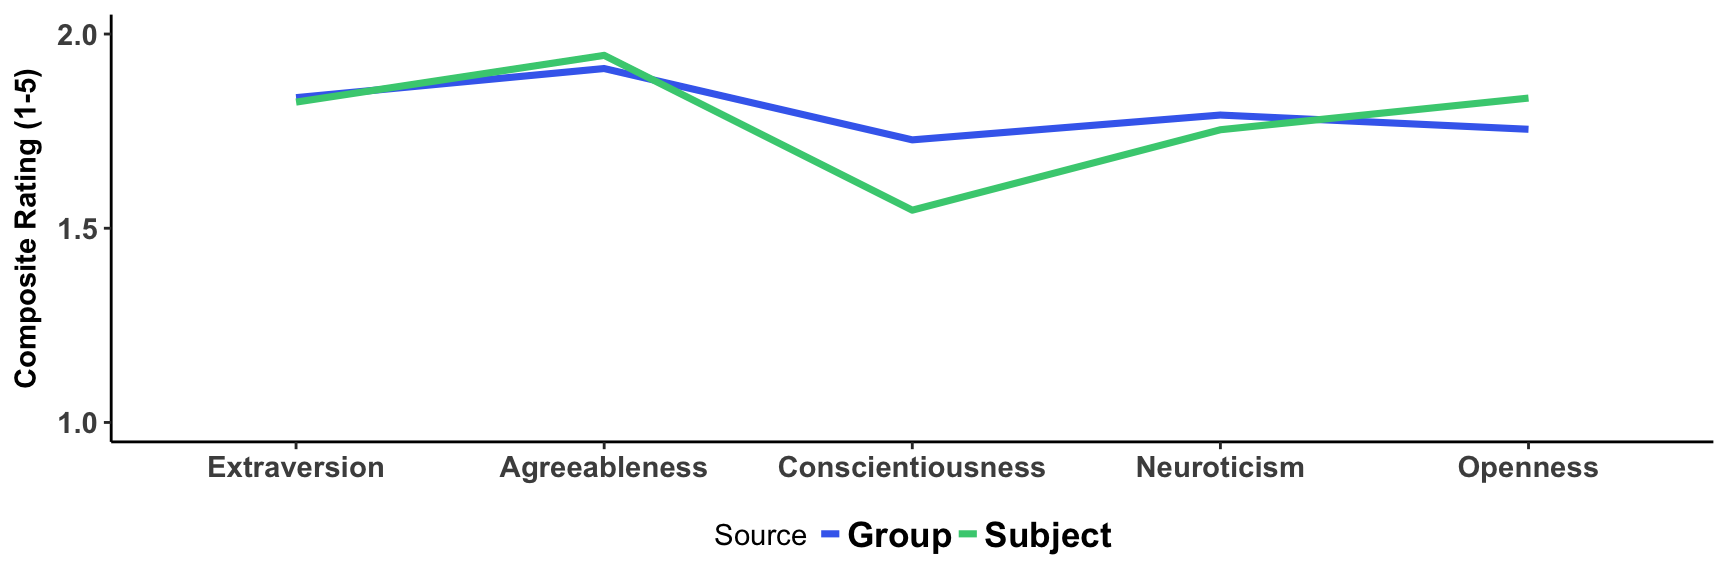 Composite Rating (1-5)
2.0
1.5
1.0
Extraversion Agreeableness Conscientiousness Neuroticism Openness
Source Group Subject